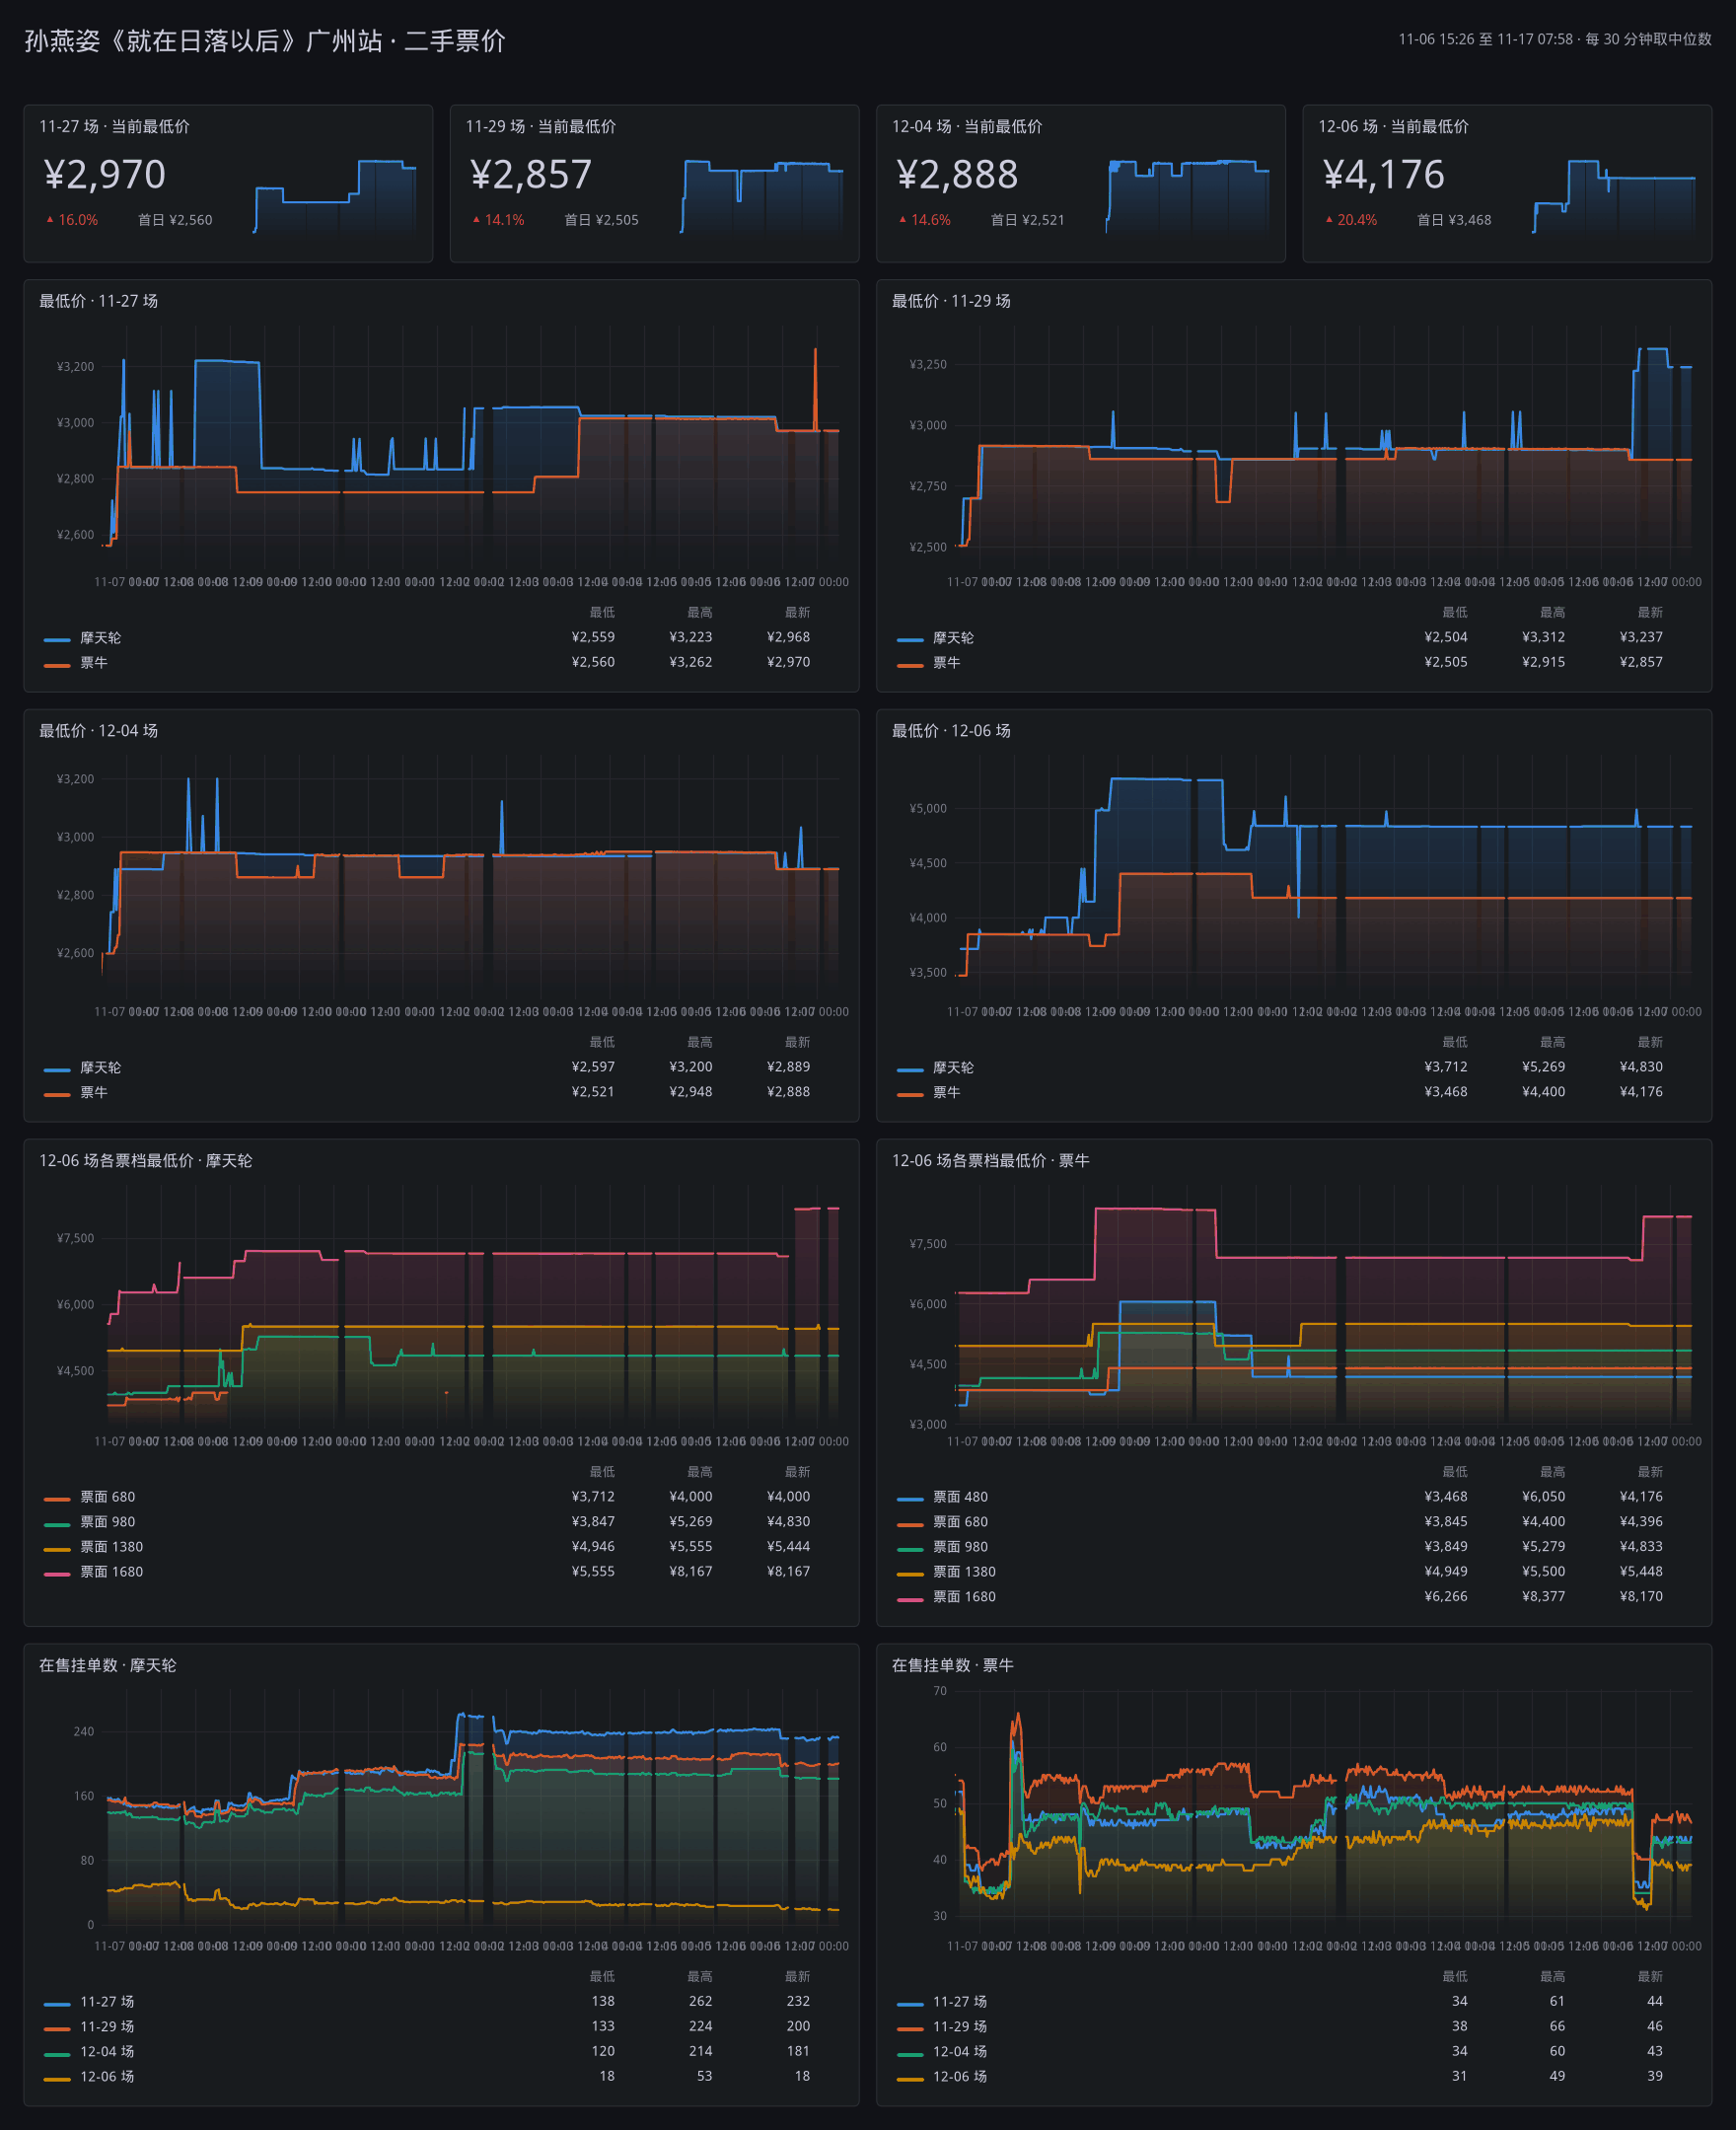 孙燕姿《就在日落以后》广州站 · 二手票价
11-06 15:26 至 11-17 07:58 · 每 30 分钟取中位数
11-27 场 · 当前最低价
¥2,970
▲ 16.0% 首日 ¥2,560
11-29 场 · 当前最低价
¥2,857
▲ 14.1% 首日 ¥2,505
12-04 场 · 当前最低价
¥2,888
▲ 14.6% 首日 ¥2,521
12-06 场 · 当前最低价
¥4,176
▲ 20.4% 首日 ¥3,468
最低价 · 11-27 场
¥3,200
¥3,000
¥2,800
¥2,600
最低 最高 最新
摩天轮 ¥2,559 ¥3,223 ¥2,968
票牛 ¥2,560 ¥3,262 ¥2,970
最低价 · 11-29 场
¥3,250
¥3,000
¥2,750
¥2,500
最低 最高 最新
摩天轮 ¥2,504 ¥3,312 ¥3,237
票牛 ¥2,505 ¥2,915 ¥2,857
最低价 · 12-04 场
¥3,200
¥3,000
¥2,800
¥2,600
最低 最高 最新
摩天轮 ¥2,597 ¥3,200 ¥2,889
票牛 ¥2,521 ¥2,948 ¥2,888
最低价 · 12-06 场
¥5,000
¥4,500
¥4,000
¥3,500
最低 最高 最新
摩天轮 ¥3,712 ¥5,269 ¥4,830
票牛 ¥3,468 ¥4,400 ¥4,176
12-06 场各票档最低价 · 摩天轮
¥7,500
¥6,000
¥4,500
最低 最高 最新
票面 680 ¥3,712 ¥4,000 ¥4,000
票面 980 ¥3,847 ¥5,269 ¥4,830
票面 1380 ¥4,946 ¥5,555 ¥5,444
票面 1680 ¥5,555 ¥8,167 ¥8,167
12-06 场各票档最低价 · 票牛
¥7,500
¥6,000
¥4,500
¥3,000
最低 最高 最新
票面 480 ¥3,468 ¥6,050 ¥4,176
票面 680 ¥3,845 ¥4,400 ¥4,396
票面 980 ¥3,849 ¥5,279 ¥4,833
票面 1380 ¥4,949 ¥5,500 ¥5,448
票面 1680 ¥6,266 ¥8,377 ¥8,170
在售挂单数 · 摩天轮
240
160
80
0
最低 最高 最新
11-27 场 138 262 232
11-29 场 133 224 200
12-04 场 120 214 181
12-06 场 18 53 18
在售挂单数 · 票牛
70
60
50
40
30
最低 最高 最新
11-27 场 34 61 44
11-29 场 38 66 46
12-04 场 34 60 43
12-06 场 31 49 39